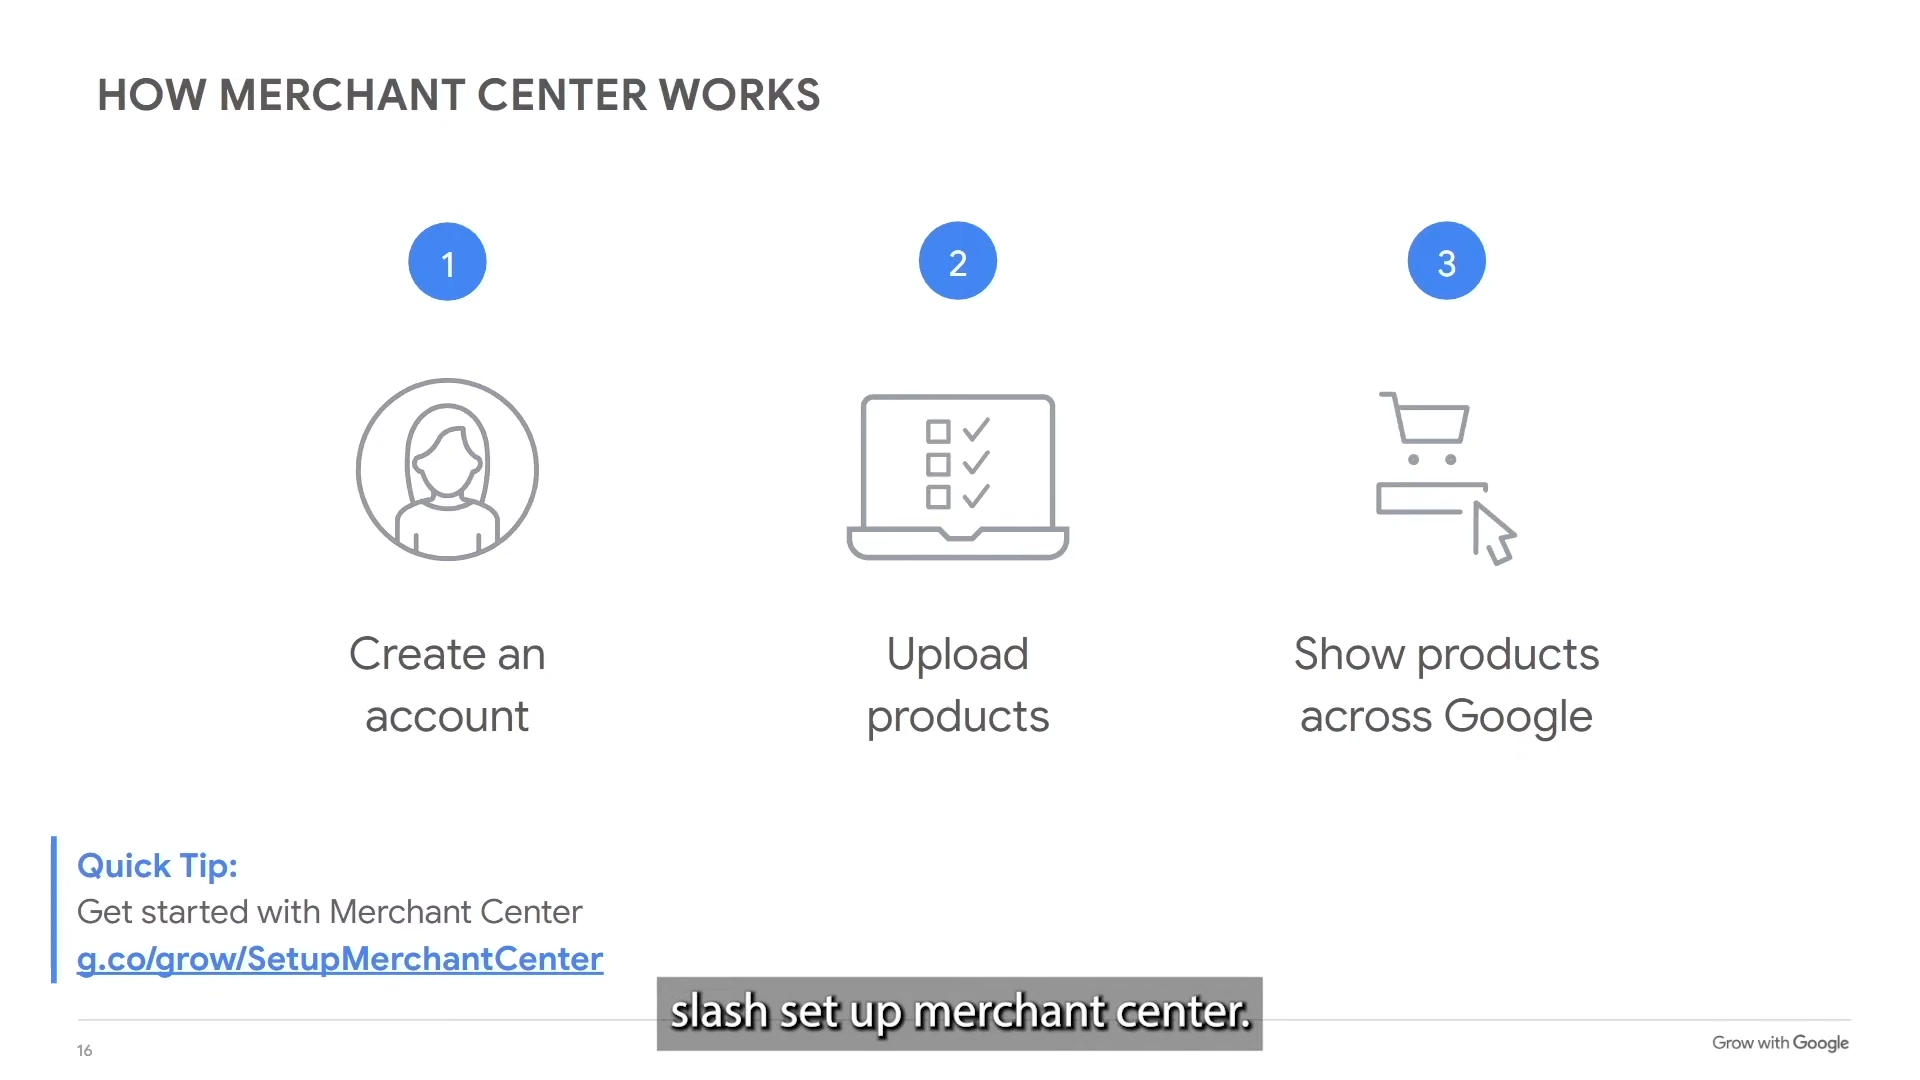 HOW MERCHANT CENTER WORKS
1
2
3
Create an
account
Upload
products
Show products
across Google
Quick Tip:
Get started with Merchant Center
g.co/grow/SetupMerchantCenter
slash set up merchant center.
16
Grow with Google